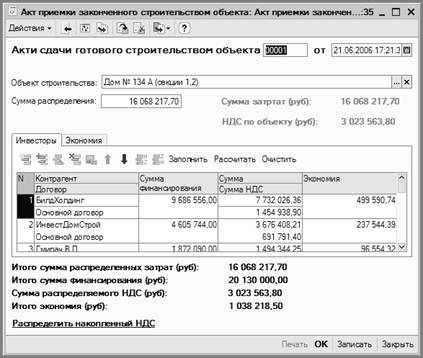 Акт приемки законченного строительством объекта: Акт приемки закончен...:35
Действия
Акти сдачи готового строительством объекта 00001 от 21.06.2006 17:21:3
Объект строительства: Дом № 134 А (секции 1,2) ... x
Сумма распределения: 16 068 217,70 Сумма затртат (руб): 16 068 217,70
НДС по объекту (руб): 3 023 563,80
Инвесторы Экономия
Заполнить Рассчитать Очистить
N Контрагент Сумма финансирования Сумма Экономия
Договор Сумма НДС
1 БилдХолдинг 9 686 556,00 7 732 026,36 499 590,74
Основной договор 1 454 938,90
2 ИнвестДомСтрой 4 605 744,00 3 676 408,21 237 544,39
Основной договор 691 791,40
3 1 872 090,00 1 494 344,25 96 554,32
Итого сумма распределенных затрат (руб): 16 068 217,70
Итого сумма финансирования (руб): 20 130 000,00
Сумма распределяемого НДС (руб): 3 023 563,80
Итого экономия (руб): 1 038 218,50
Распределить накопленный НДС
Печать OK Записать Закрыть